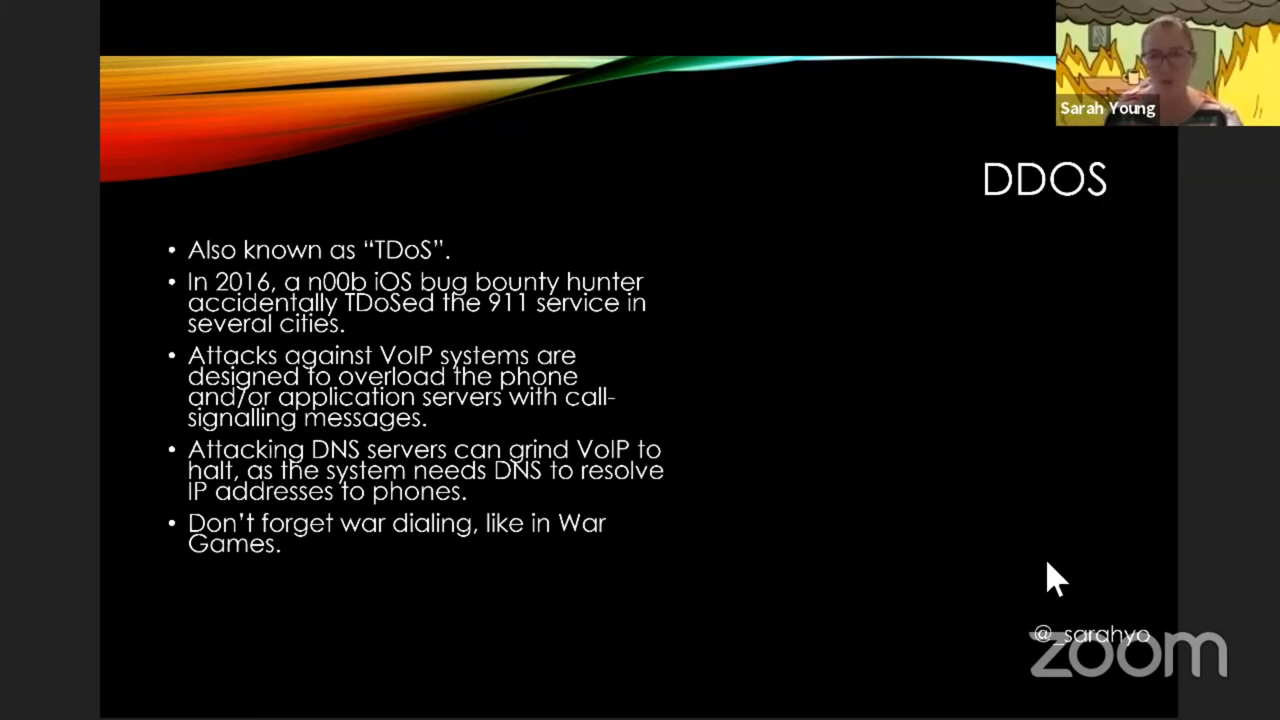 Sarah Young
DDOS
• Also known as “TDoS”.
• In 2016, a n00b iOS bug bounty hunter
accidentally TDoSed the 911 service in
several cities.
• Attacks against VoIP systems are
designed to overload the phone
and/or application servers with call-
signalling messages.
• Attacking DNS servers can grind VoIP to
halt, as the system needs DNS to resolve
IP addresses to phones.
• Don’t forget war dialing, like in War
Games.
@_sarahyo
zoom